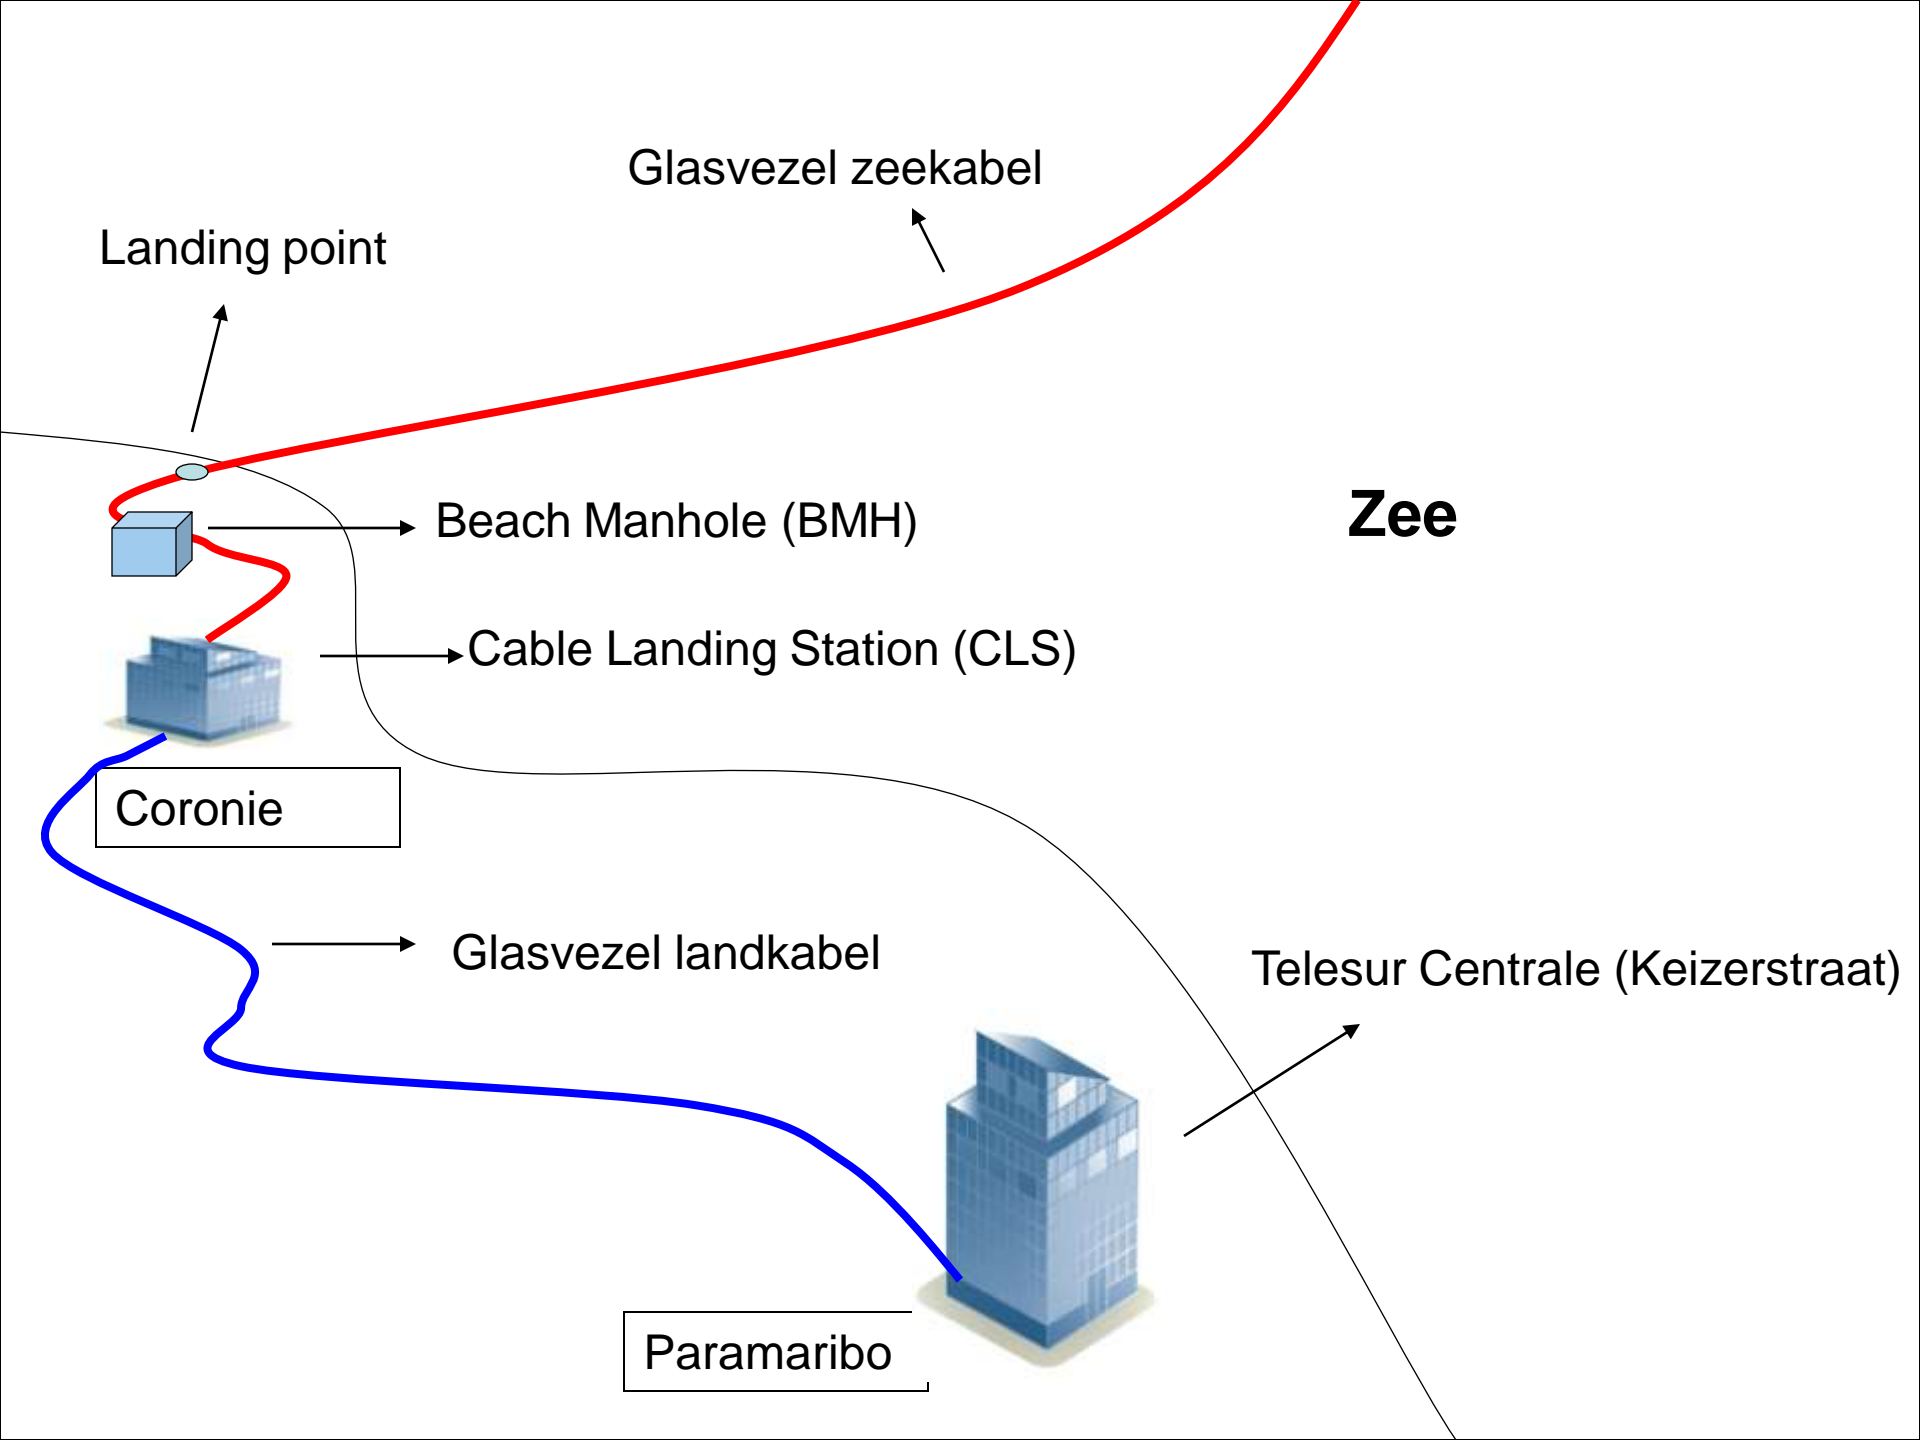 Glasvezel zeekabel
Landing point
Beach Manhole (BMH)
Zee
Cable Landing Station (CLS)
Coronie
Glasvezel landkabel
Telesur Centrale (Keizerstraat)
Paramaribo